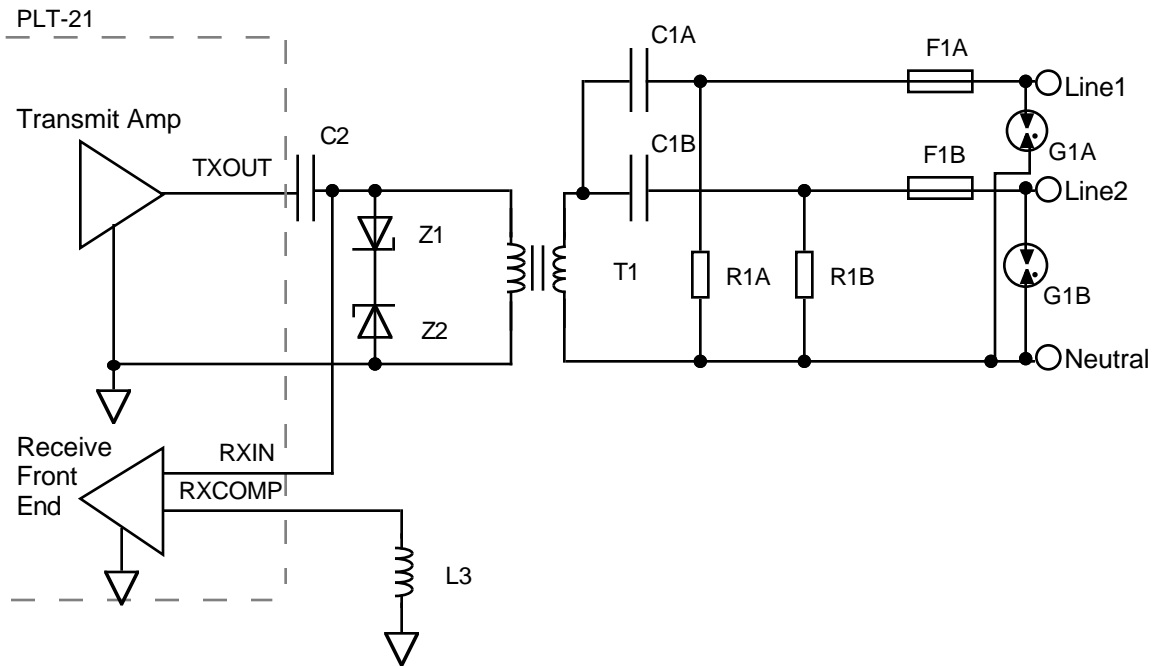 PLT-21
C1A
F1A
Line1
Transmit Amp
C2
TXOUT
C1B
F1B
G1A
Line2
Z1
T1
R1A
R1B
G1B
Z2
Neutral
Receive
Front
End
RXIN
RXCOMP
L3